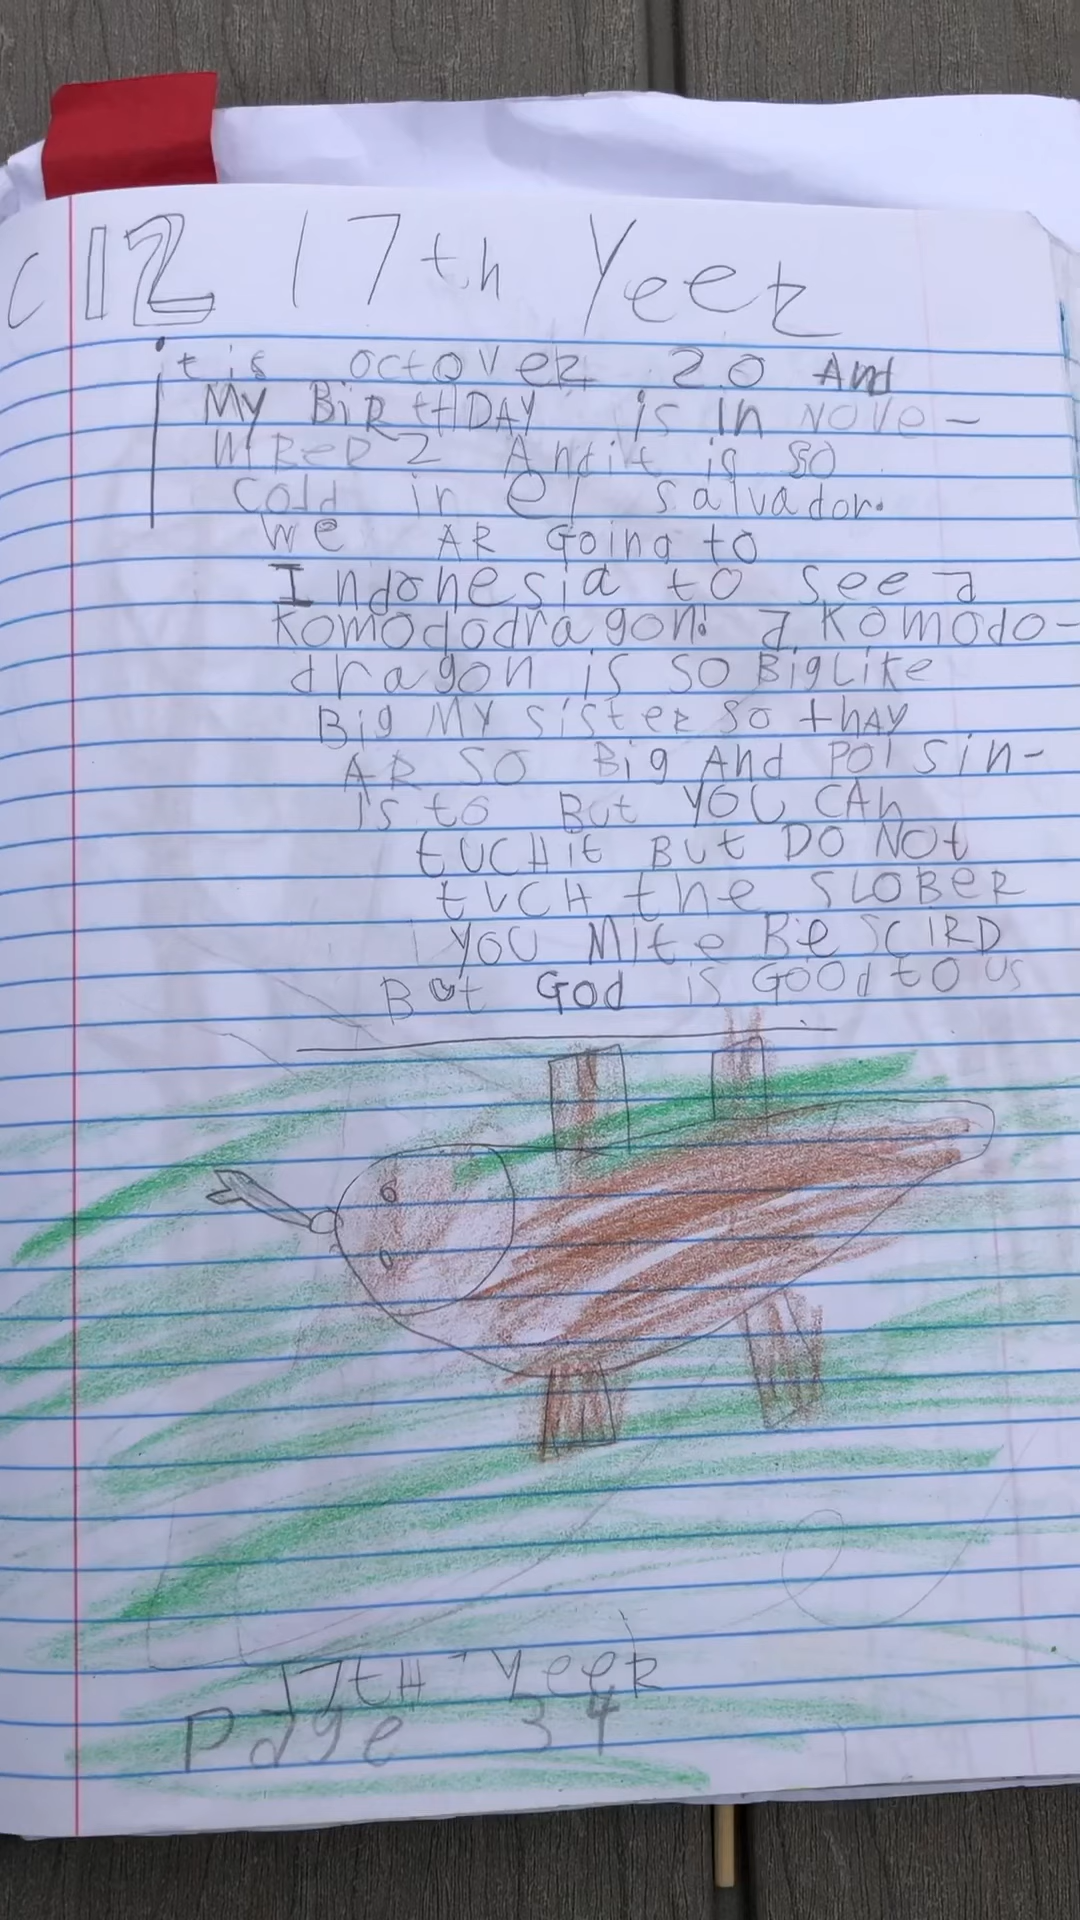 C12 17th Yeer
it is octover 20 And
My BiRtHDAY is in Nove-
mBeR 2 And it is so
cold in el salvador.
we AR Going to
Indonesia to see a
Komododragon! a Komodo-
dragon is so Big Like
Big My sister so thAY
AR SO Big And Poisin-
is to But YOU CAn
tUCH it But DO NOt
tUCH the SLOBeR
YOU Mite Be SCIRD
But God is GOOd tO US
17tH Yeer
Page 34